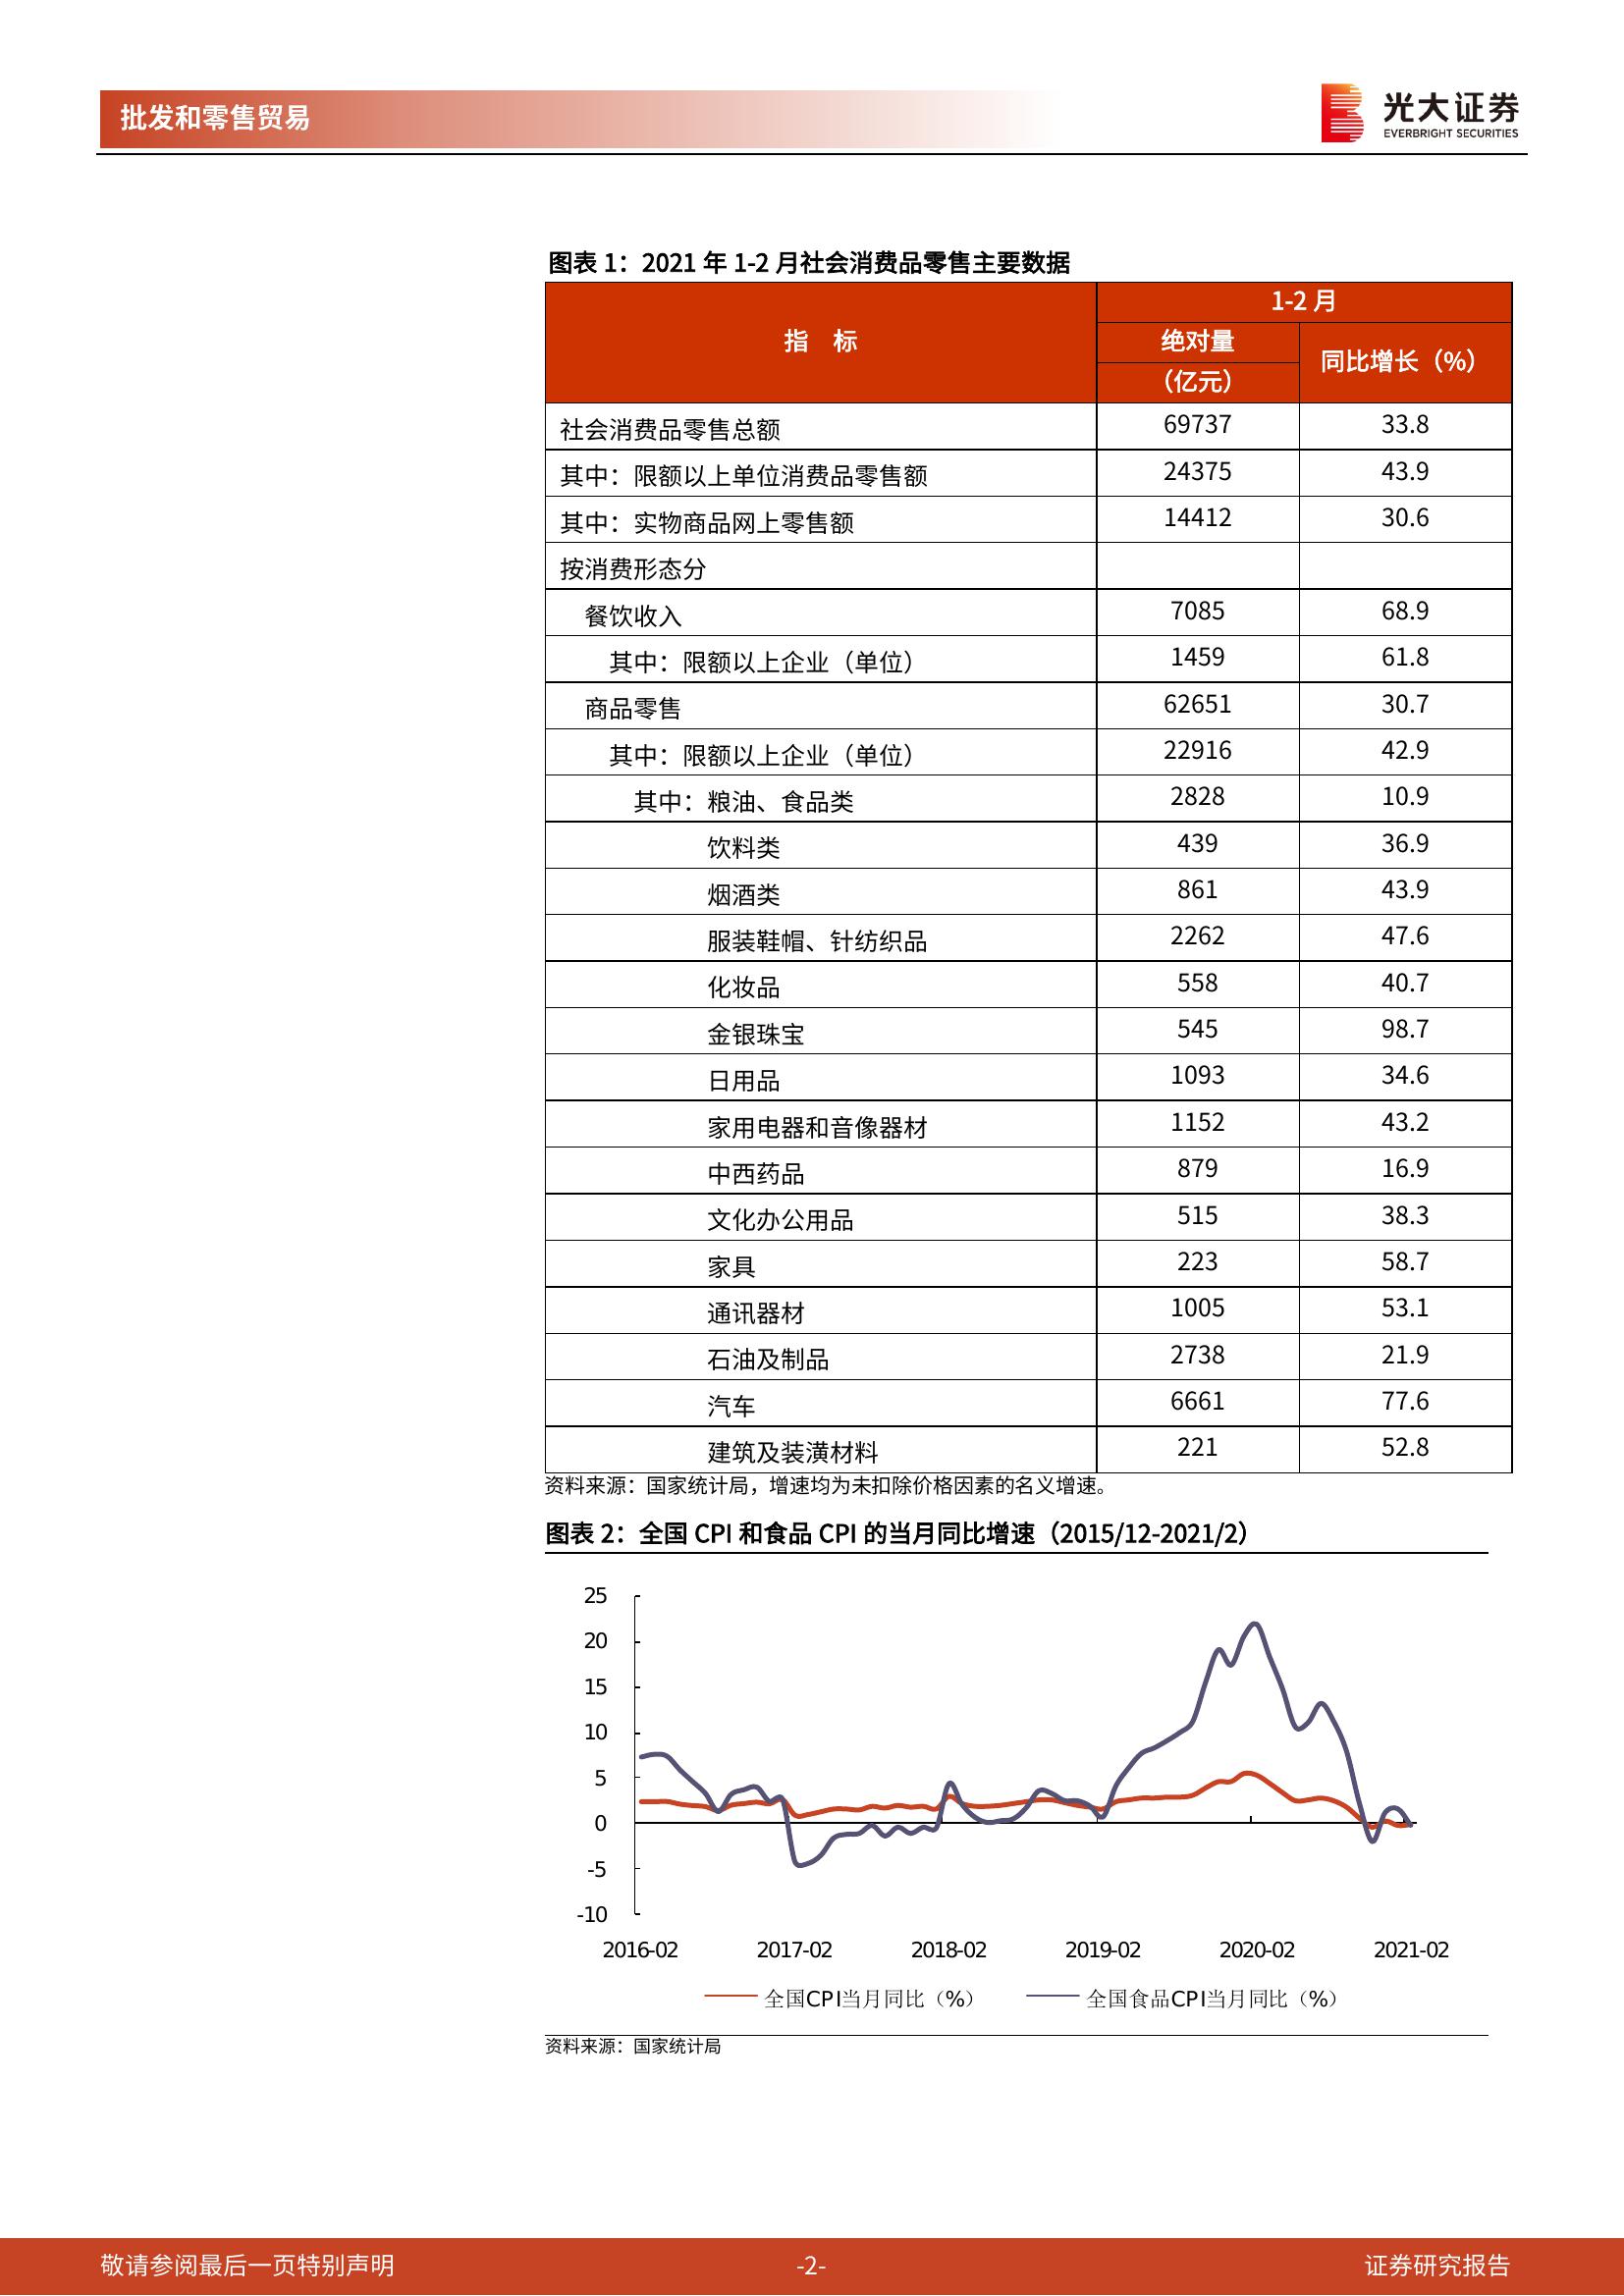 批发和零售贸易
光大证券
EVERBRIGHT SECURITIES
图表 1：2021 年 1-2 月社会消费品零售主要数据
指 标
1-2 月
绝对量
（亿元）
同比增长（%）
社会消费品零售总额 69737 33.8
其中：限额以上单位消费品零售额 24375 43.9
其中：实物商品网上零售额 14412 30.6
按消费形态分
餐饮收入 7085 68.9
其中：限额以上企业（单位） 1459 61.8
商品零售 62651 30.7
其中：限额以上企业（单位） 22916 42.9
其中：粮油、食品类 2828 10.9
饮料类 439 36.9
烟酒类 861 43.9
服装鞋帽、针纺织品 2262 47.6
化妆品 558 40.7
金银珠宝 545 98.7
日用品 1093 34.6
家用电器和音像器材 1152 43.2
中西药品 879 16.9
文化办公用品 515 38.3
家具 223 58.7
通讯器材 1005 53.1
石油及制品 2738 21.9
汽车 6661 77.6
建筑及装潢材料 221 52.8
资料来源：国家统计局，增速均为未扣除价格因素的名义增速。
图表 2：全国 CPI 和食品 CPI 的当月同比增速（2015/12-2021/2）
25
20
15
10
5
0
-5
-10
2016-02 2017-02 2018-02 2019-02 2020-02 2021-02
全国CPI当月同比（%） 全国食品CPI当月同比（%）
资料来源：国家统计局
敬请参阅最后一页特别声明 -2- 证券研究报告